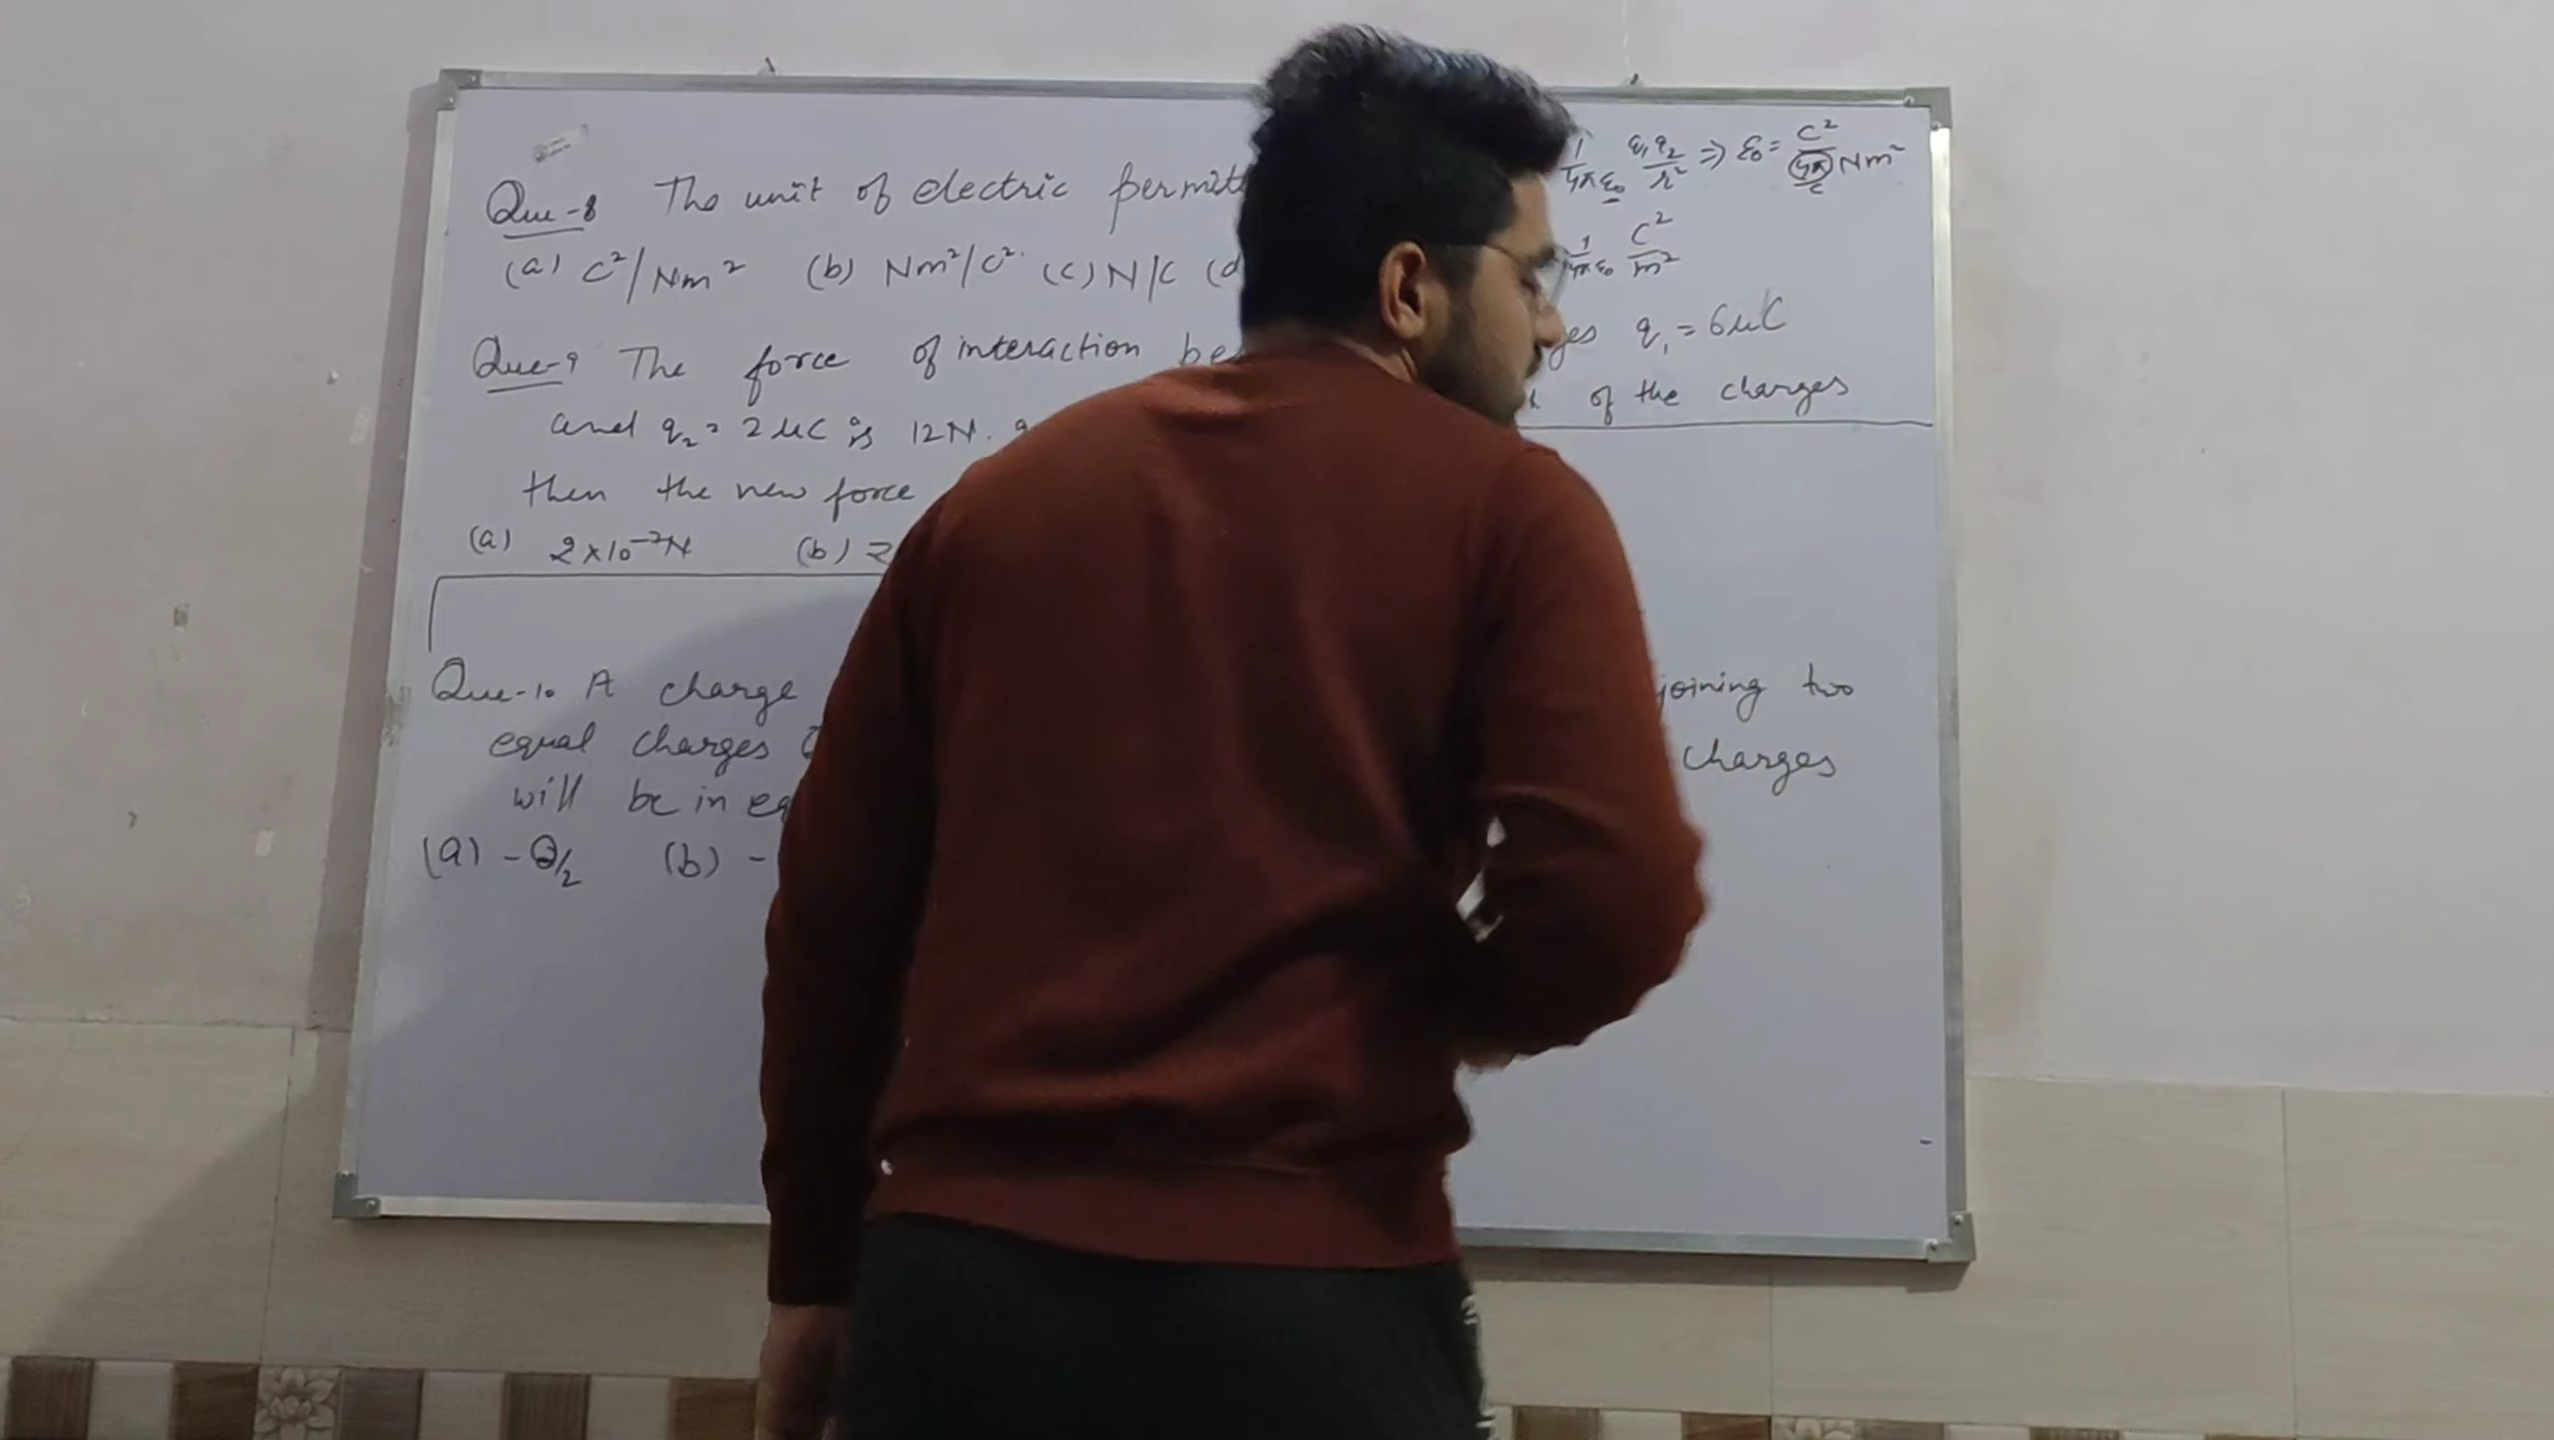 Que-8 The unit of electric permit
1/4πε₀ q₁q₂/r² ⇒ ε₀ = C²/4π Nm²
(a) C²/Nm² (b) Nm²/C² (c) N/C (d
1/4πε₀ C²/m²
Que-9 The force of interaction be ges q₁ = 6μC
and q₂ = 2μC is 12N. of the charges
then the new force
(a) 2×10⁻²N (b) 2
Que-10 A charge joining two
equal charges charges
will be in eq
(a) -Q/2 (b) -